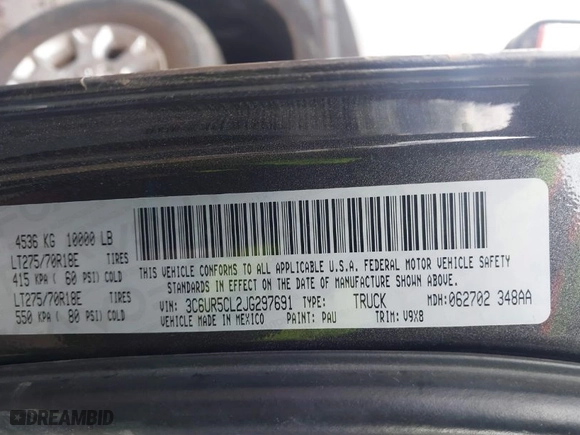 4536 KG 10000 LB
LT275/70R18E TIRES
415 KPA ( 60 PSI) COLD
LT275/70R18E TIRES
550 KPA ( 80 PSI) COLD
THIS VEHICLE CONFORMS TO ALL APPLICABLE U.S.A. FEDERAL MOTOR VEHICLE SAFETY
STANDARDS IN EFFECT ON THE DATE OF MANUFACTURE SHOWN ABOVE.
VIN: 3C6UR5CL2JG297691 TYPE: TRUCK MDH: 062702 348AA
VEHICLE MADE IN MEXICO PAINT: PAU TRIM: V9X8
DREAMBID